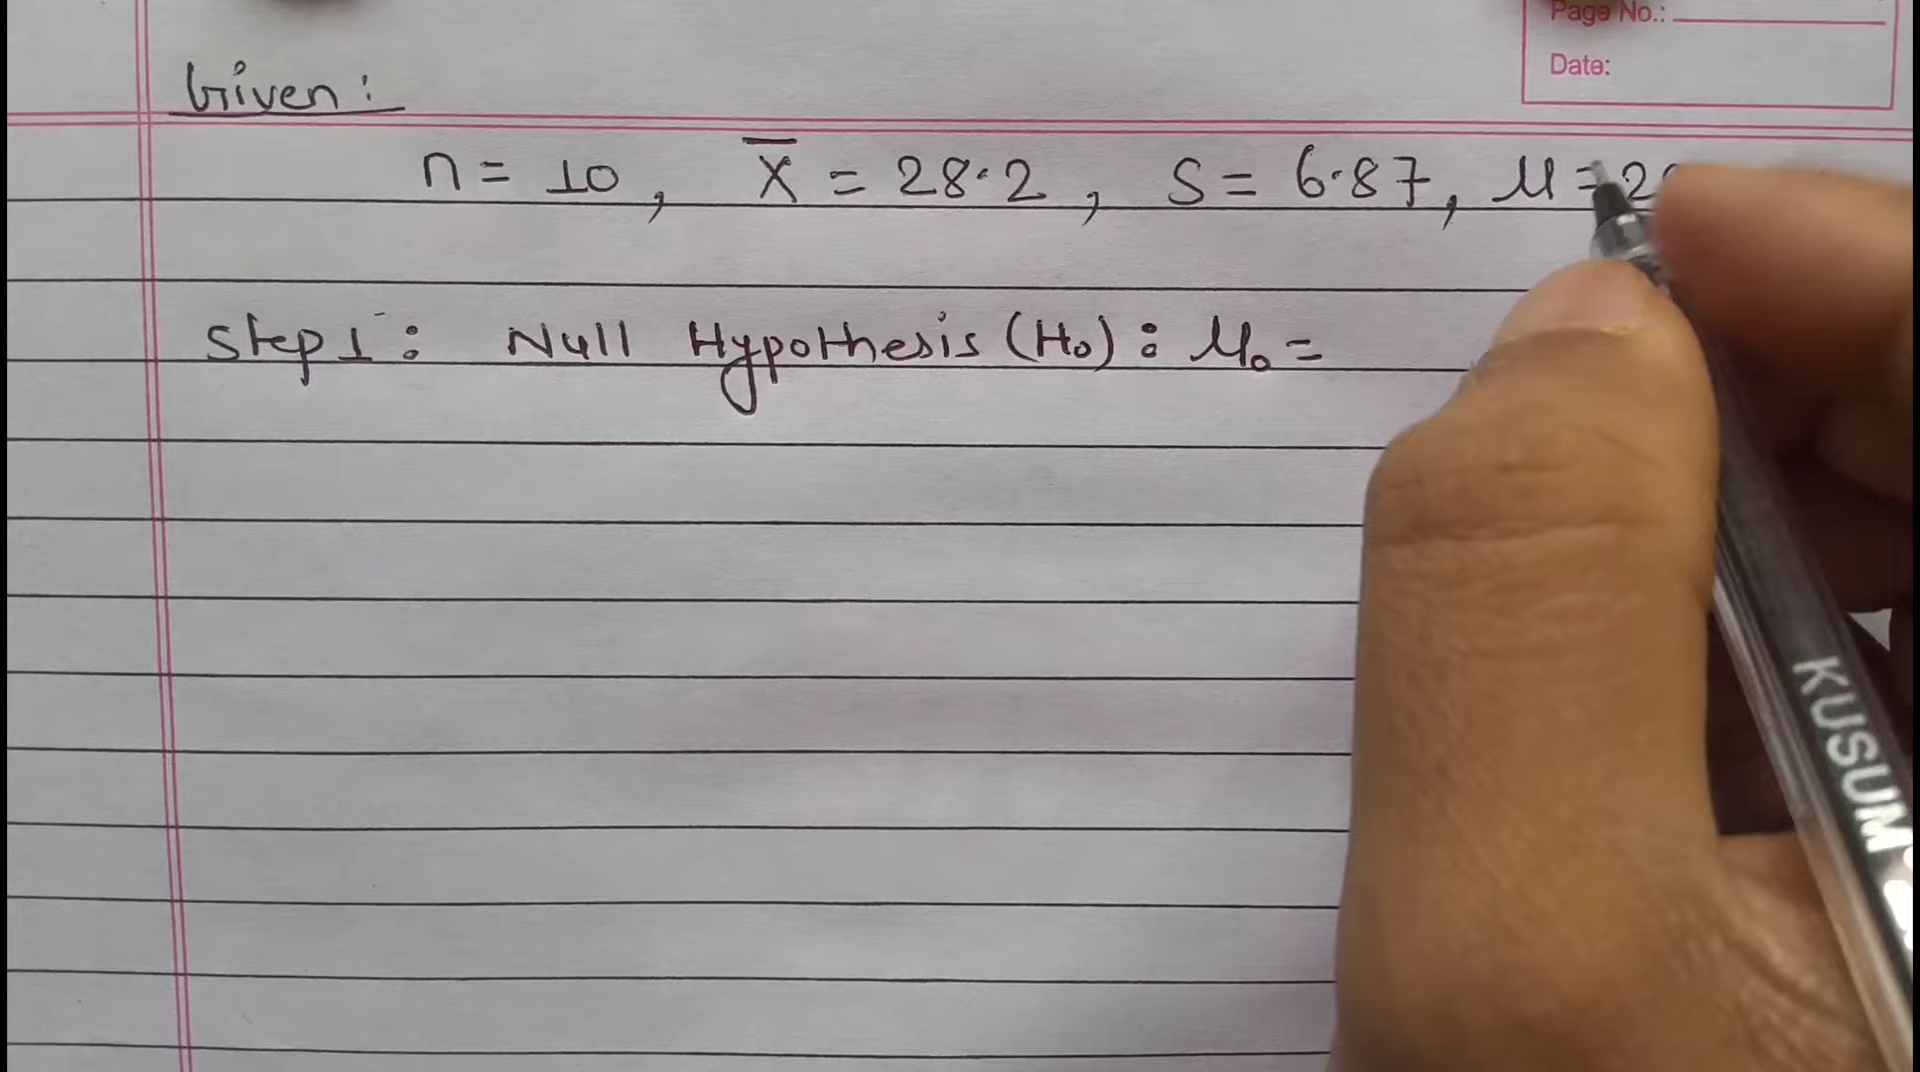 Page No.:
Date:
Given:
n = 10, X̄ = 28.2, S = 6.87, μ = 2
Step 1: Null Hypothesis (H₀): μ₀ =
KUSUM